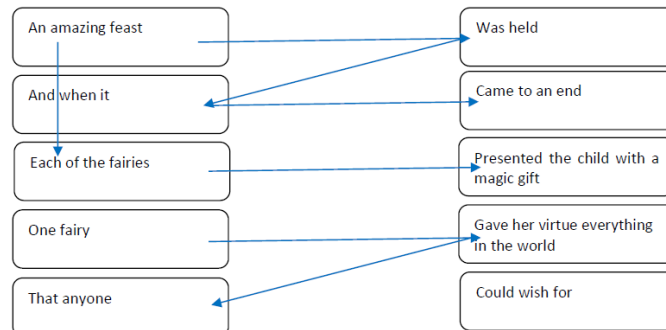 An amazing feast
Was held
And when it
Came to an end
Each of the fairies
Presented the child with a
magic gift
One fairy
Gave her virtue everything
in the world
That anyone
Could wish for